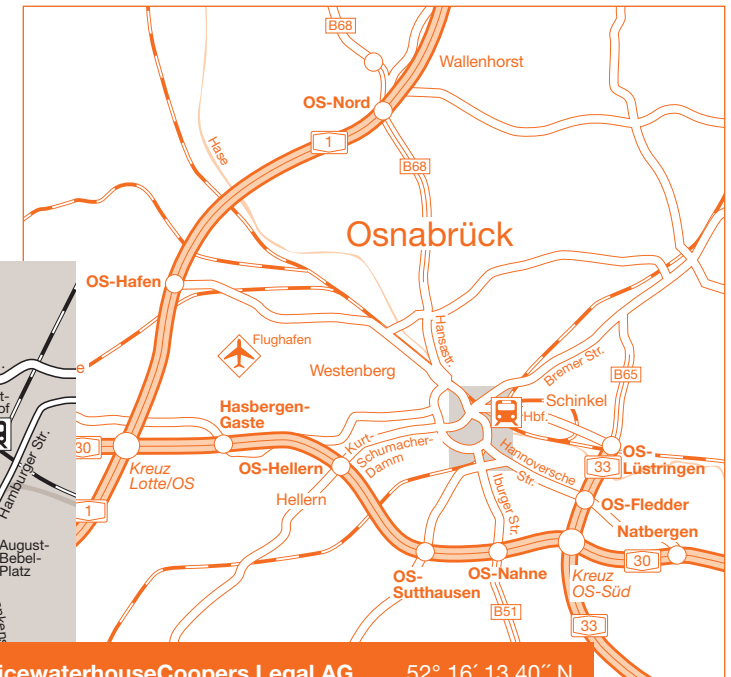 B68
Wallenhorst
OS-Nord
1
Hase
B68
Osnabrück
OS-Hafen
Hansastr.
Flughafen
Westenberg
Bremer Str.
B65
Schinkel
Hbf.
Hasbergen-
Gaste
Kurt-
Schumacher-
Damm
Hannoversche
Str.
OS-
Lüstringen
33
30
Kreuz
Lotte/OS
OS-Hellern
Hellern
Iburger Str.
OS-Fledder
Natbergen
1
30
OS-
Sutthausen
OS-Nahne
Kreuz
OS-Süd
B51
33
Hamburger Str.
August-
Bebel-
Platz
icewaterhouseCoopers Legal AG
52° 16´ 13.40´´ N